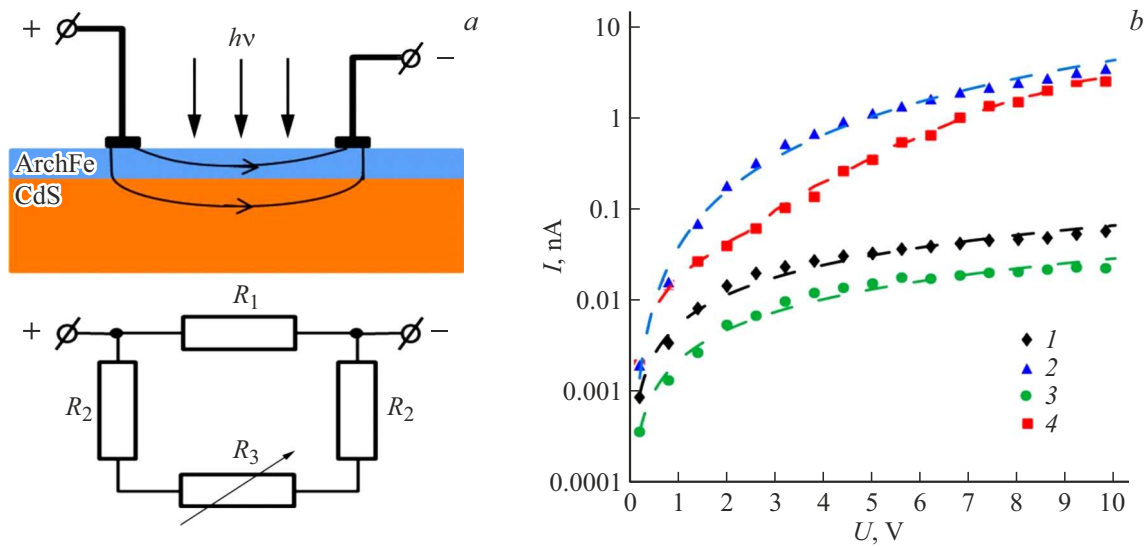 a
+
hν
−
ArchFe
CdS
R1
+
−
R2
R2
R3
b
10
1
0.1
0.01
0.001
0.0001
I, nA
1
2
3
4
0 1 2 3 4 5 6 7 8 9 10
U, V